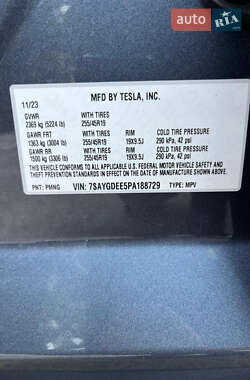 RIA.com
MFD BY TESLA, INC.
11/23
GVWR WITH TIRES
2369 kg (5224 lb) 255/45R19
GAWR FRT WITH TIRES RIM COLD TIRE PRESSURE
1363 kg (3004 lb) 255/45R19 19X9.5J 290 kPa, 42 psi
GAWR RR WITH TIRES RIM COLD TIRE PRESSURE
1500 kg (3306 lb) 255/45R19 19X9.5J 290 kPa, 42 psi
THIS VEHICLE CONFORMS TO ALL APPLICABLE U.S. FEDERAL MOTOR VEHICLE SAFETY
AND THEFT PREVENTION STANDARDS IN EFFECT ON THE DATE OF MANUFACTURE SHOWN ABOVE.
PNT: PMNG VIN: 7SAYGDEE5PA188729 TYPE: MPV